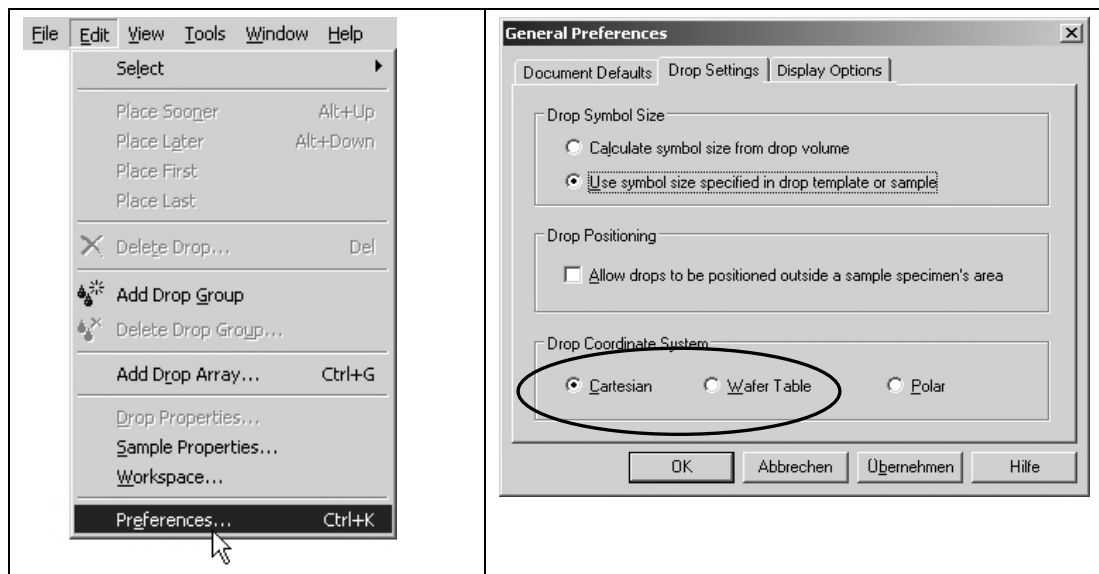 File Edit View Tools Window Help
Select
Place Sooner Alt+Up
Place Later Alt+Down
Place First
Place Last
Delete Drop... Del
Add Drop Group
Delete Drop Group...
Add Drop Array... Ctrl+G
Drop Properties...
Sample Properties...
Workspace...
Preferences... Ctrl+K
General Preferences
Document Defaults Drop Settings Display Options
Drop Symbol Size
Calculate symbol size from drop volume
Use symbol size specified in drop template or sample
Drop Positioning
Allow drops to be positioned outside a sample specimen's area
Drop Coordinate System
Cartesian Wafer Table Polar
OK Abbrechen Übernehmen Hilfe